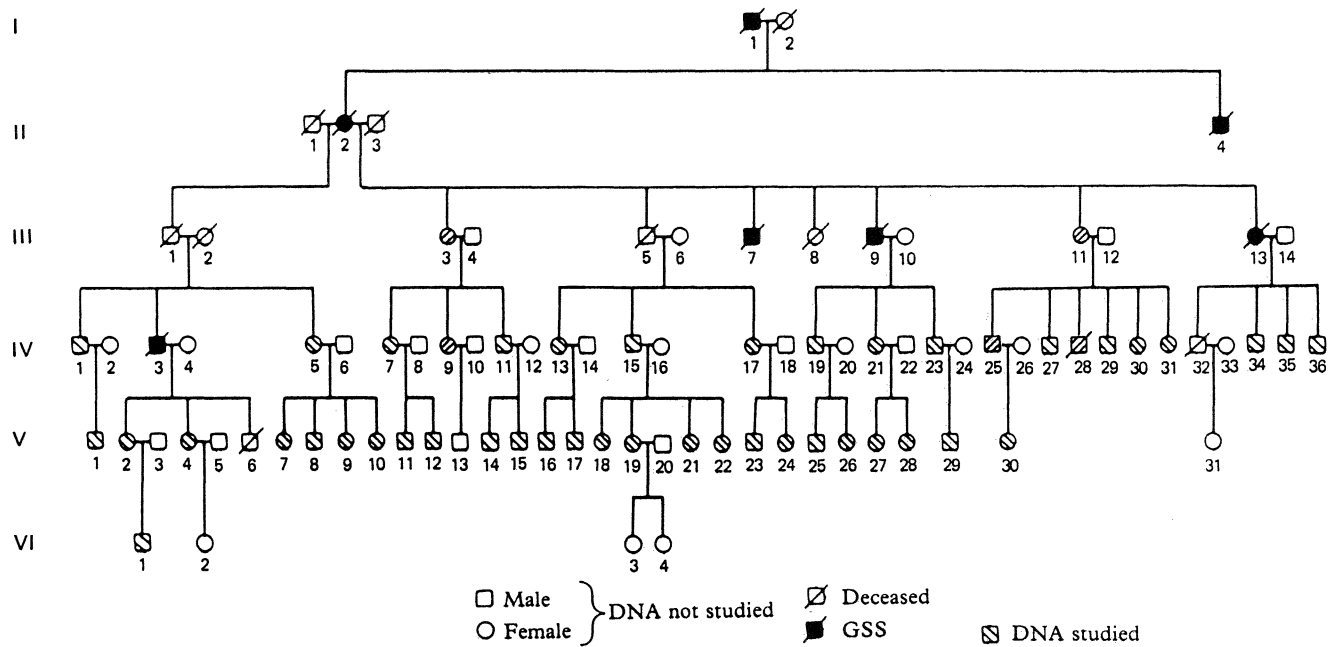 I
1 2
II
1 2 3 4
III
1 2 3 4 5 6 7 8 9 10 11 12 13 14
IV
1 2 3 4 5 6 7 8 9 10 11 12 13 14 15 16 17 18 19 20 21 22 23 24 25 26 27 28 29 30 31 32 33 34 35 36
V
1 2 3 4 5 6 7 8 9 10 11 12 13 14 15 16 17 18 19 20 21 22 23 24 25 26 27 28 29 30 31
VI
1 2 3 4
Male
Female
DNA not studied
Deceased
GSS
DNA studied